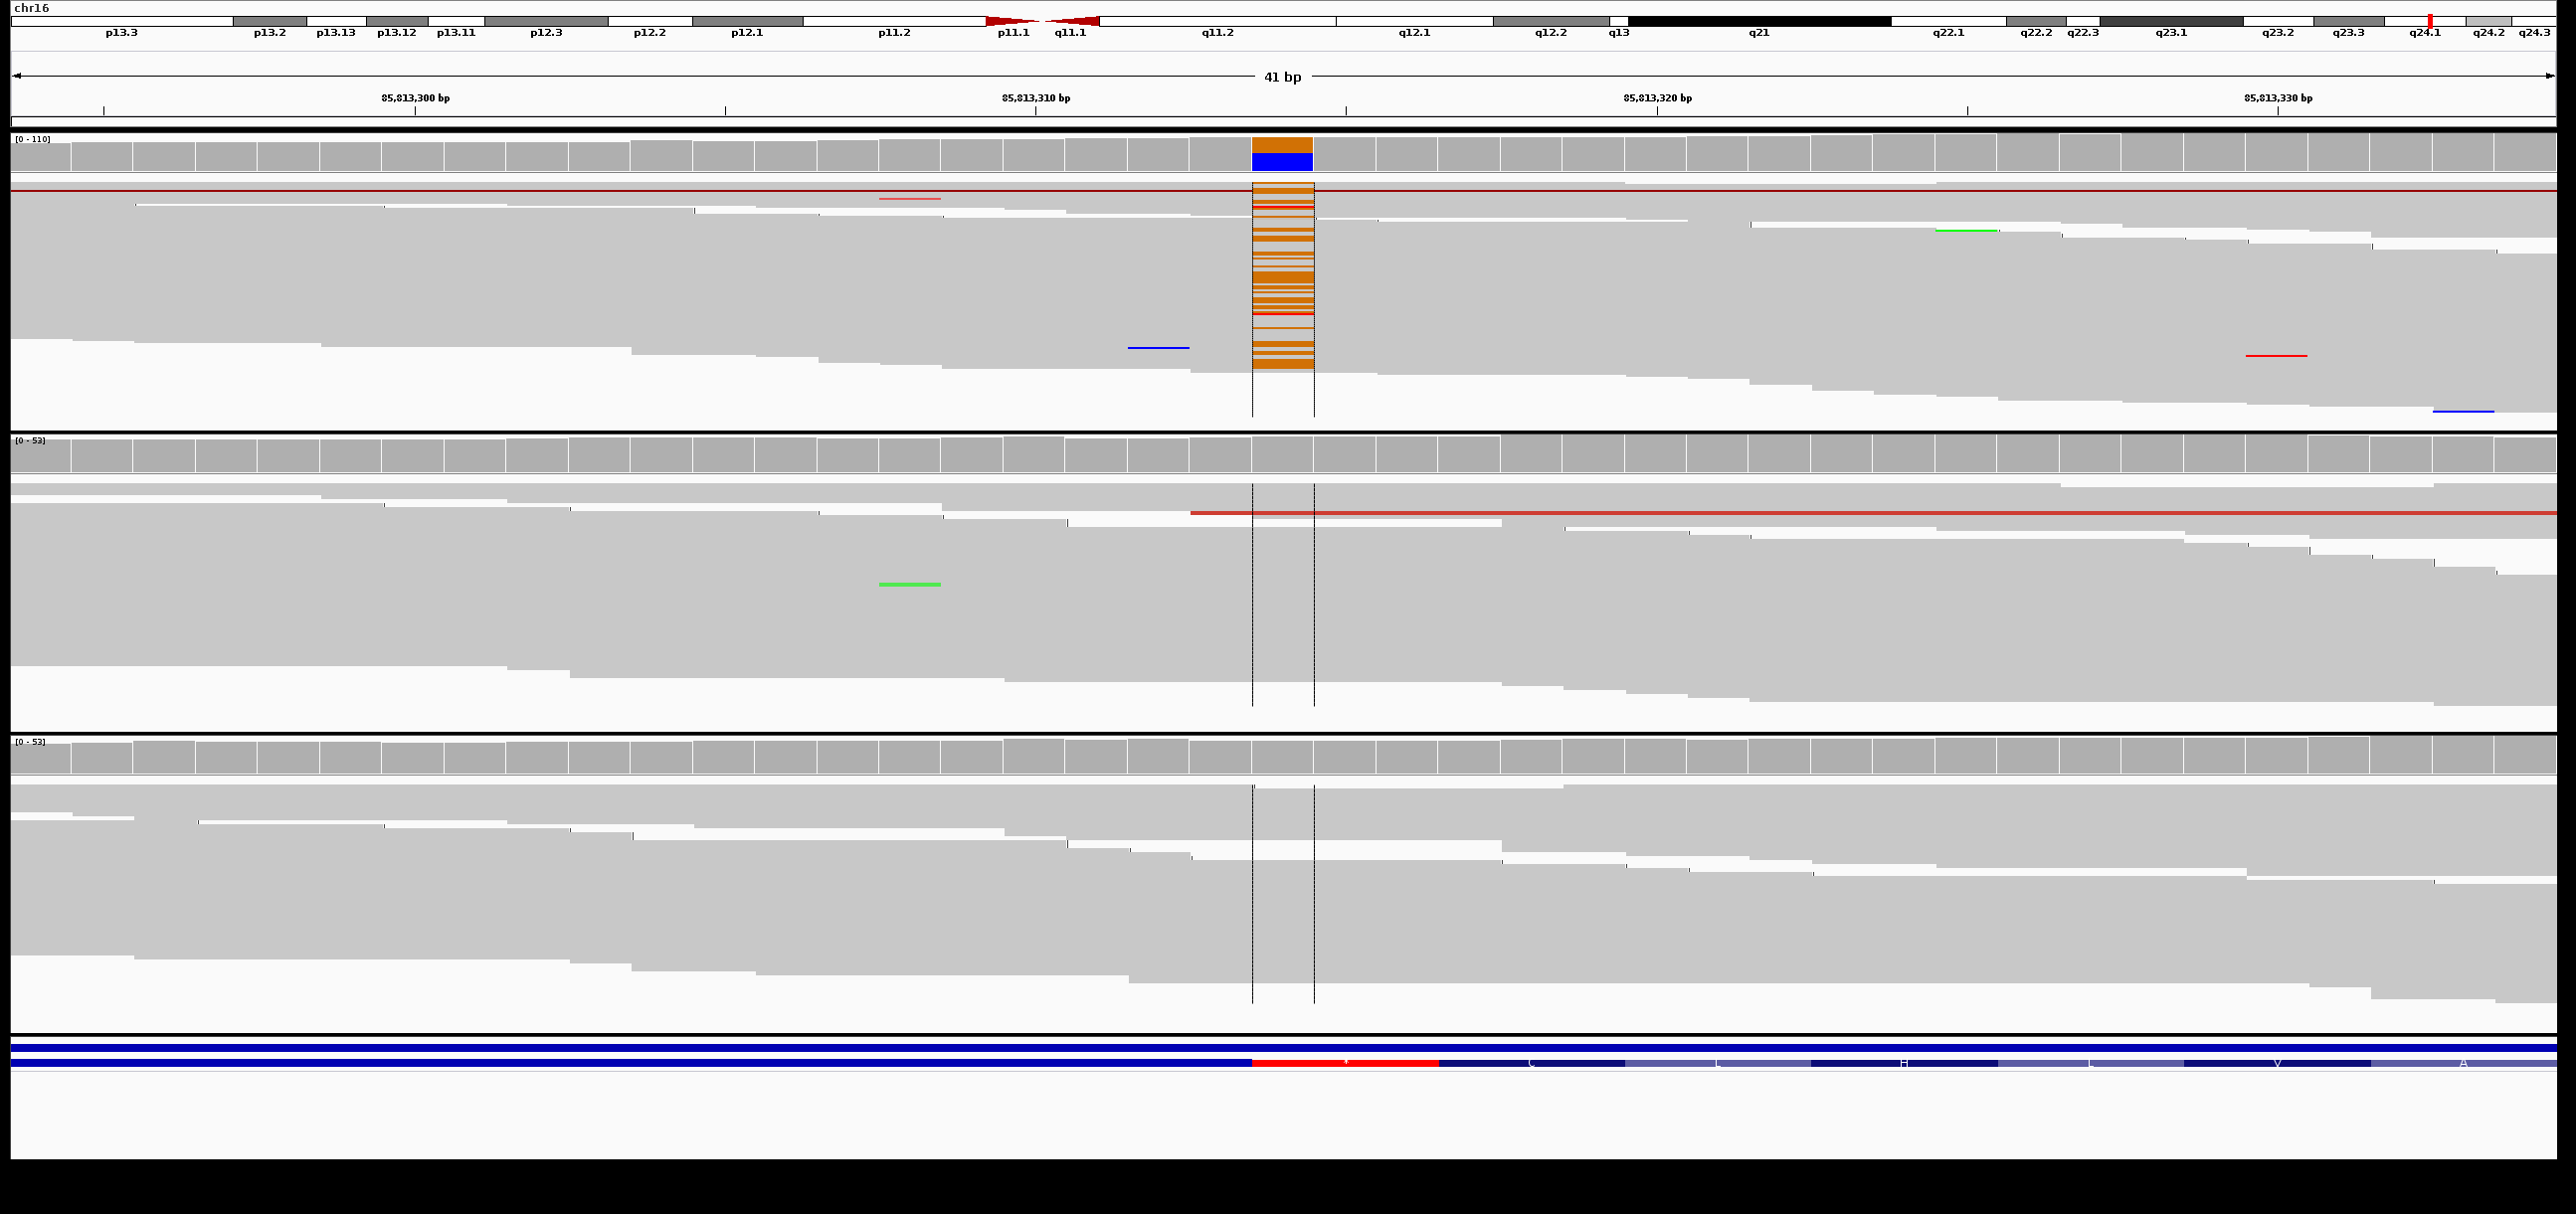 chr16
p13.3 p13.2 p13.13 p13.12 p13.11 p12.3 p12.2 p12.1 p11.2 p11.1 q11.1 q11.2 q12.1 q12.2 q13 q21 q22.1 q22.2 q22.3 q23.1 q23.2 q23.3 q24.1 q24.2 q24.3
41 bp
85,813,300 bp 85,813,310 bp 85,813,320 bp 85,813,330 bp
[0 - 110]
[0 - 53]
[0 - 53]
* C L H L V A